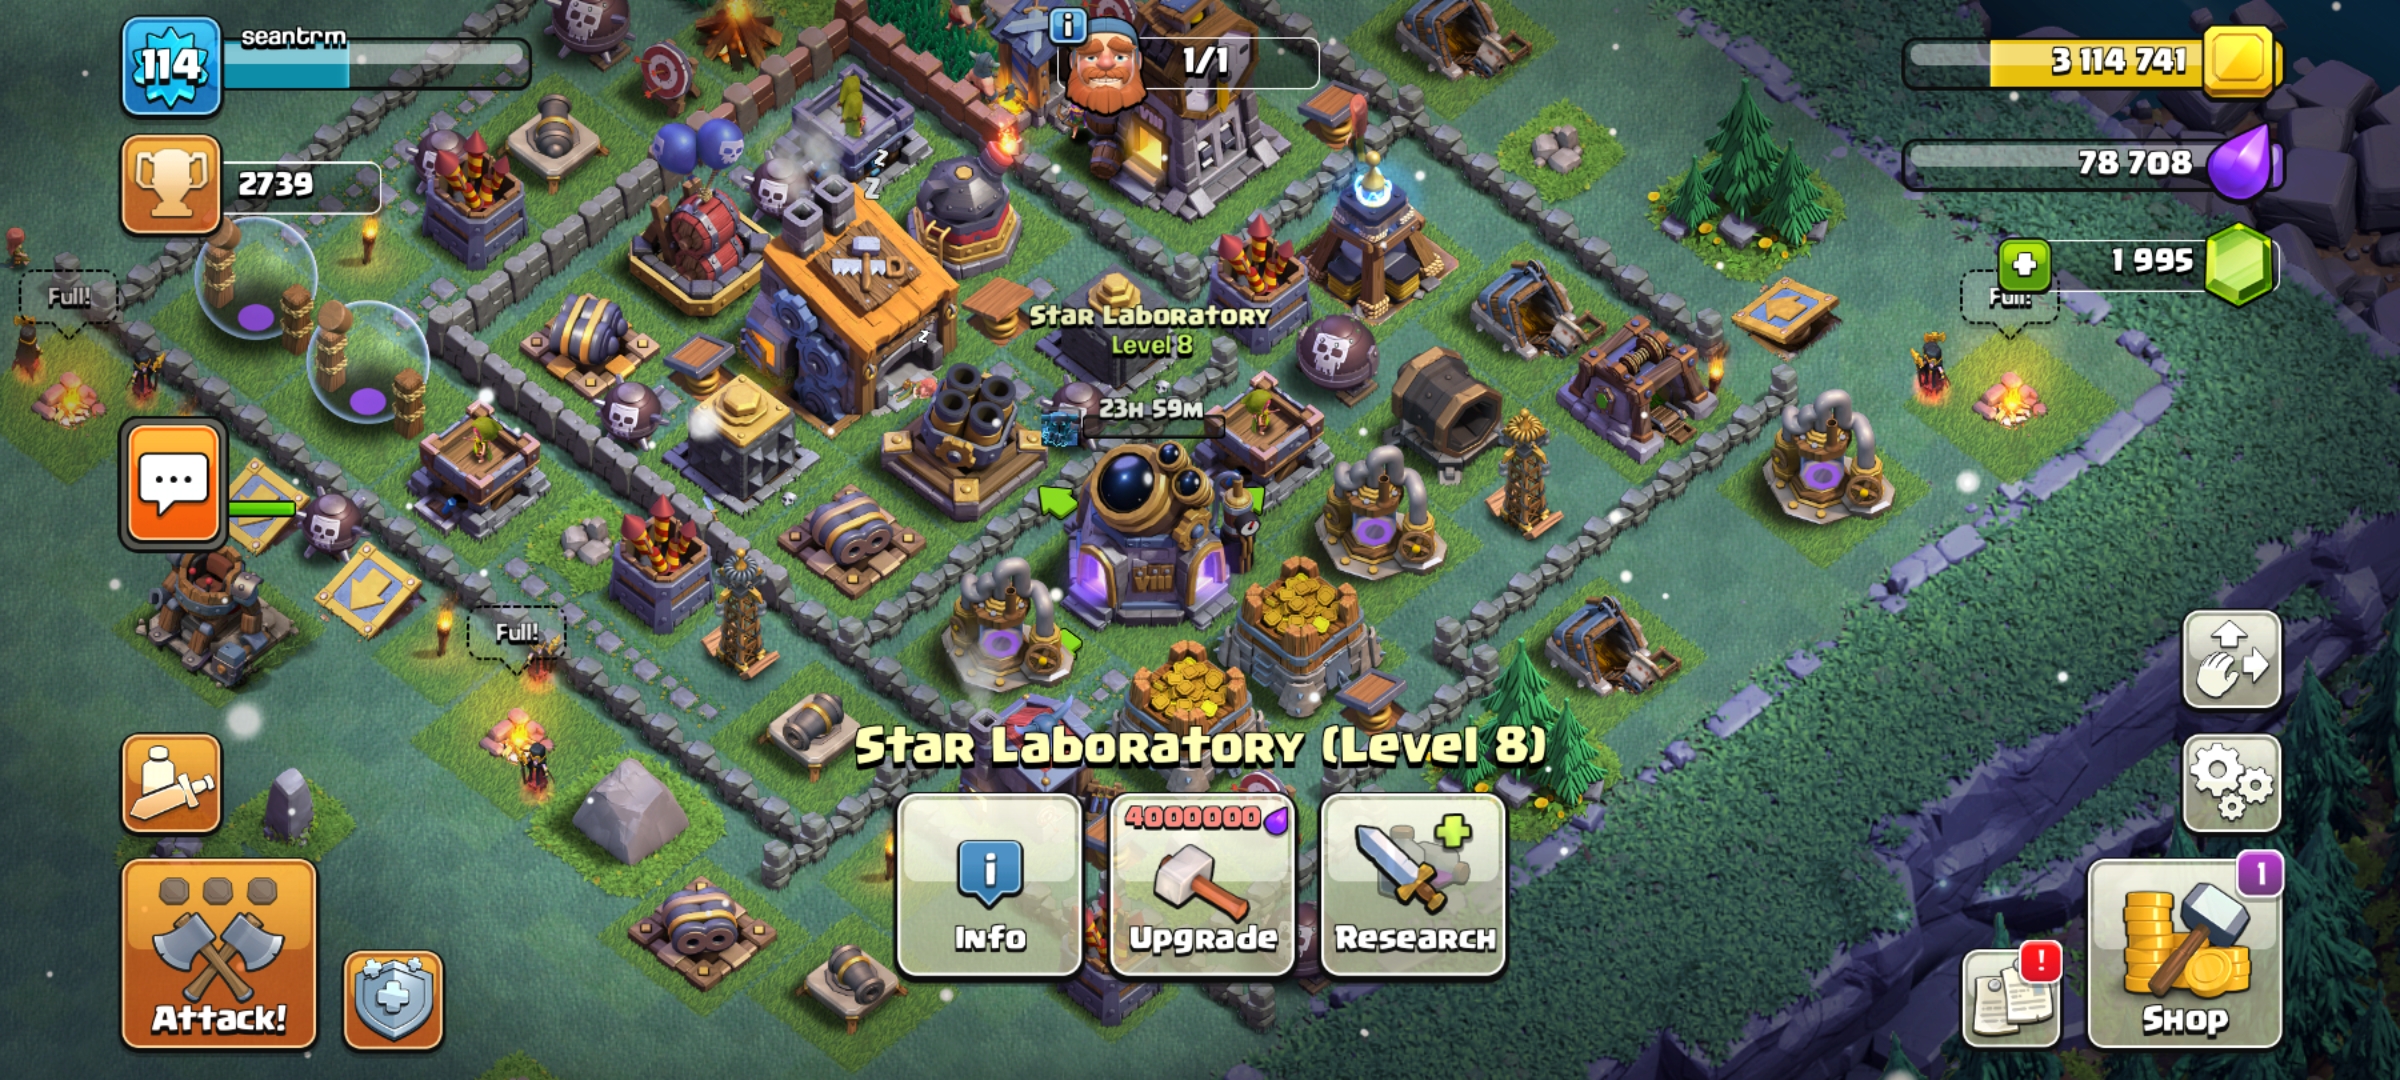 seantrm
114
1/1
3 114 741
2739
78 708
1 995
Full!
Full!
Star Laboratory
Level 8
23H 59M
VIII
Full!
Star Laboratory (Level 8)
4000000
Info
Upgrade
Research
1
Attack!
!
Shop
z
z
z